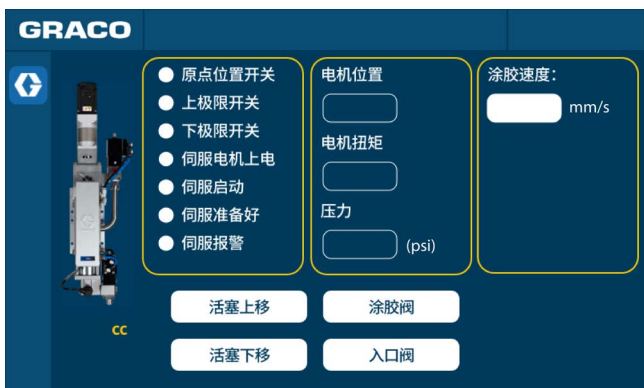 GRACO
原点位置开关
上极限开关
下极限开关
伺服电机上电
伺服启动
伺服准备好
伺服报警
电机位置
电机扭矩
压力
(psi)
涂胶速度：
mm/s
CC
活塞上移
涂胶阀
活塞下移
入口阀